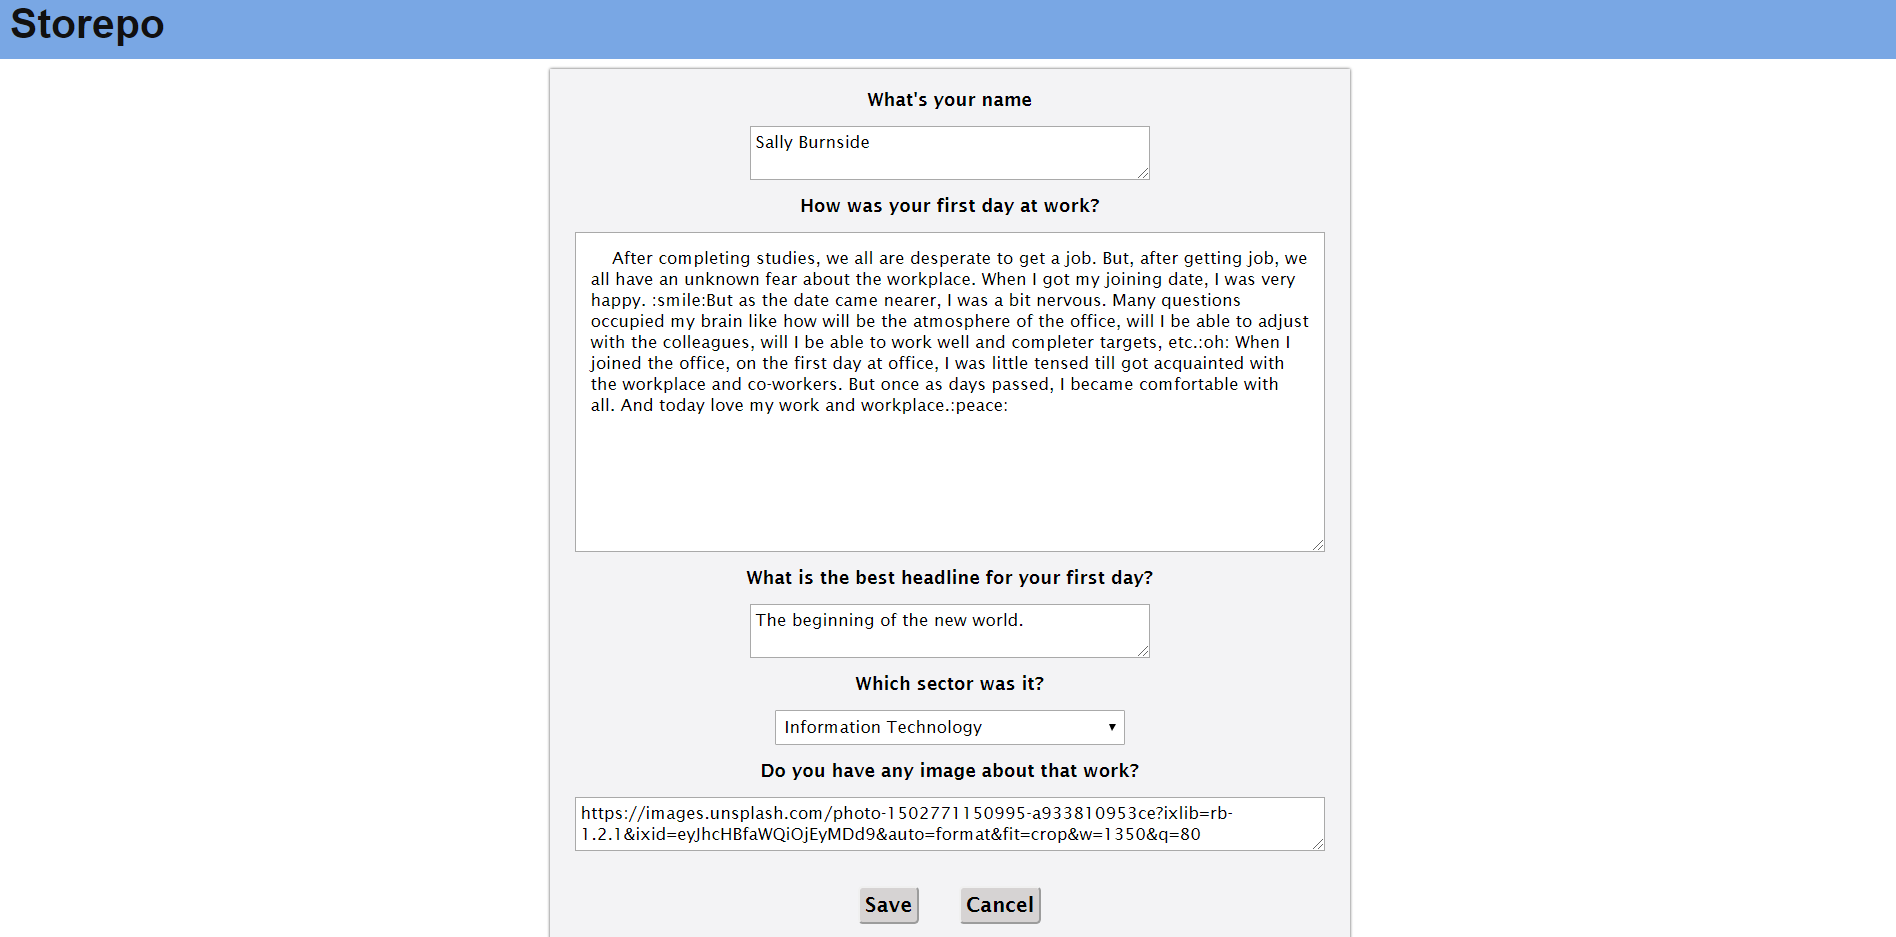 Storepo
What's your name
Sally Burnside
How was your first day at work?
After completing studies, we all are desperate to get a job. But, after getting job, we
all have an unknown fear about the workplace. When I got my joining date, I was very
happy. :smile:But as the date came nearer, I was a bit nervous. Many questions
occupied my brain like how will be the atmosphere of the office, will I be able to adjust
with the colleagues, will I be able to work well and completer targets, etc.:oh: When I
joined the office, on the first day at office, I was little tensed till got acquainted with
the workplace and co-workers. But once as days passed, I became comfortable with
all. And today love my work and workplace.:peace:
What is the best headline for your first day?
The beginning of the new world.
Which sector was it?
Information Technology
Do you have any image about that work?
https://images.unsplash.com/photo-1502771150995-a933810953ce?ixlib=rb-
1.2.1&ixid=eyJhcHBfaWQiOjEyMDd9&auto=format&fit=crop&w=1350&q=80
Save Cancel